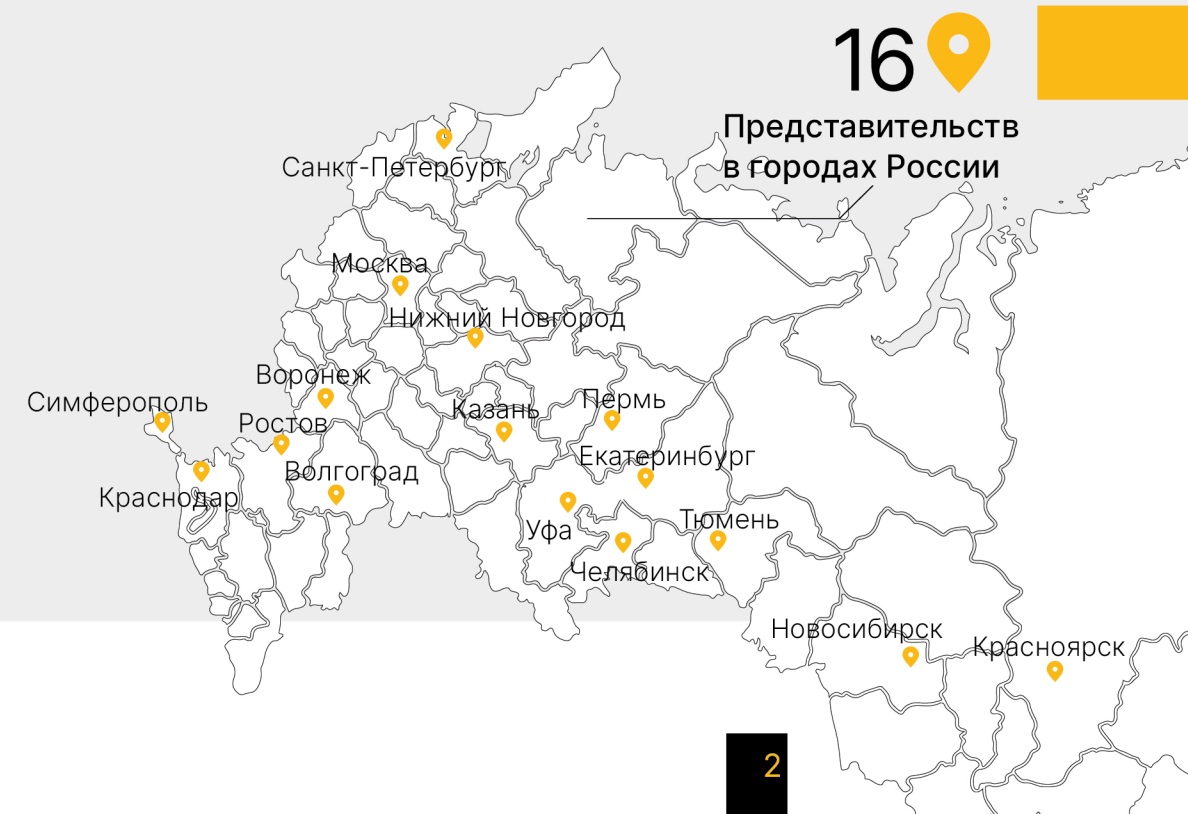 16
Представительств
в городах России
Санкт-Петербург
Москва
Нижний Новгород
Воронеж
Симферополь
Казань
Пермь
Ростов
Екатеринбург
Волгоград
Краснодар
Уфа
Тюмень
Челябинск
Новосибирск
Красноярск
2